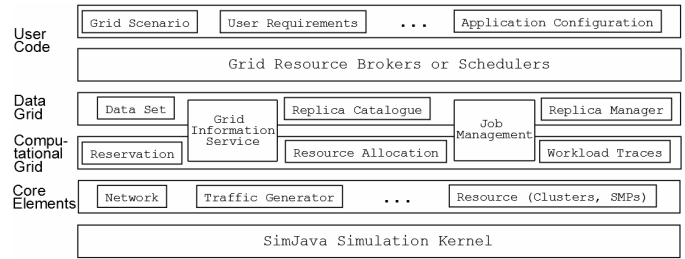 User
Code
Grid Scenario
User Requirements
...
Application Configuration
Grid Resource Brokers or Schedulers
Data
Grid
Data Set
Grid
Information
Service
Replica Catalogue
Job
Management
Replica Manager
Compu-
tational
Grid
Reservation
Resource Allocation
Workload Traces
Core
Elements
Network
Traffic Generator
...
Resource (Clusters, SMPs)
SimJava Simulation Kernel